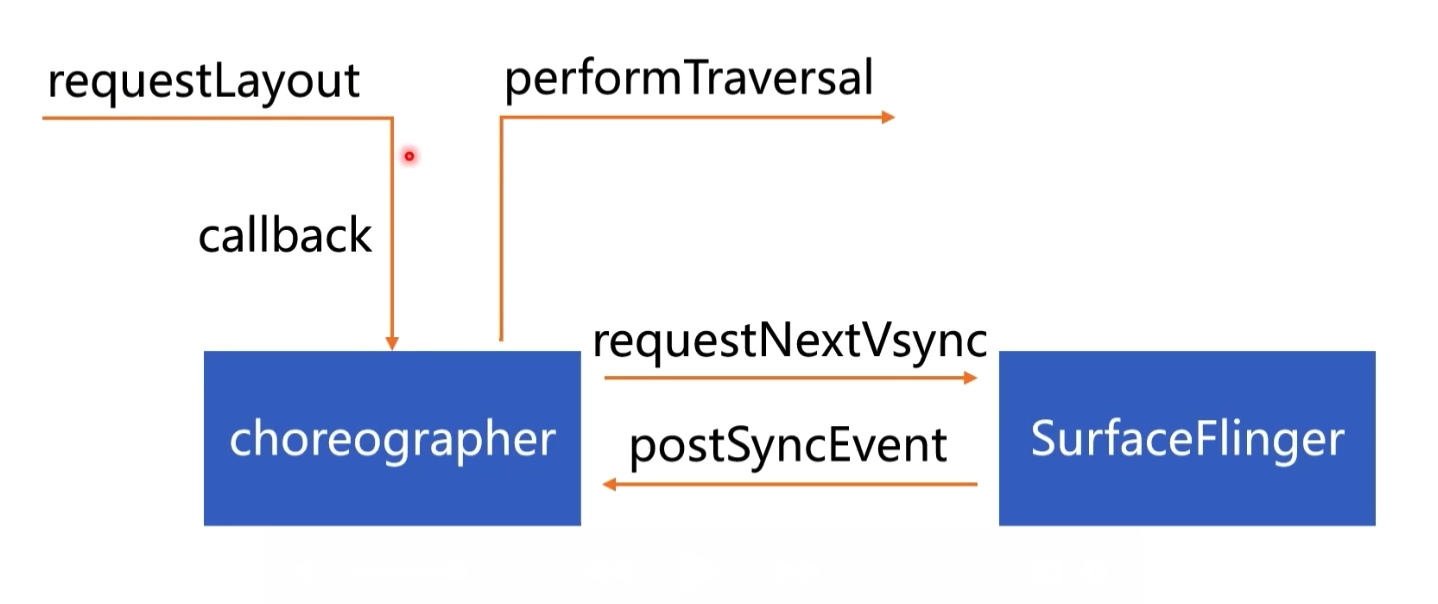 requestLayout
performTraversal
callback
requestNextVsync
choreographer
postSyncEvent
SurfaceFlinger